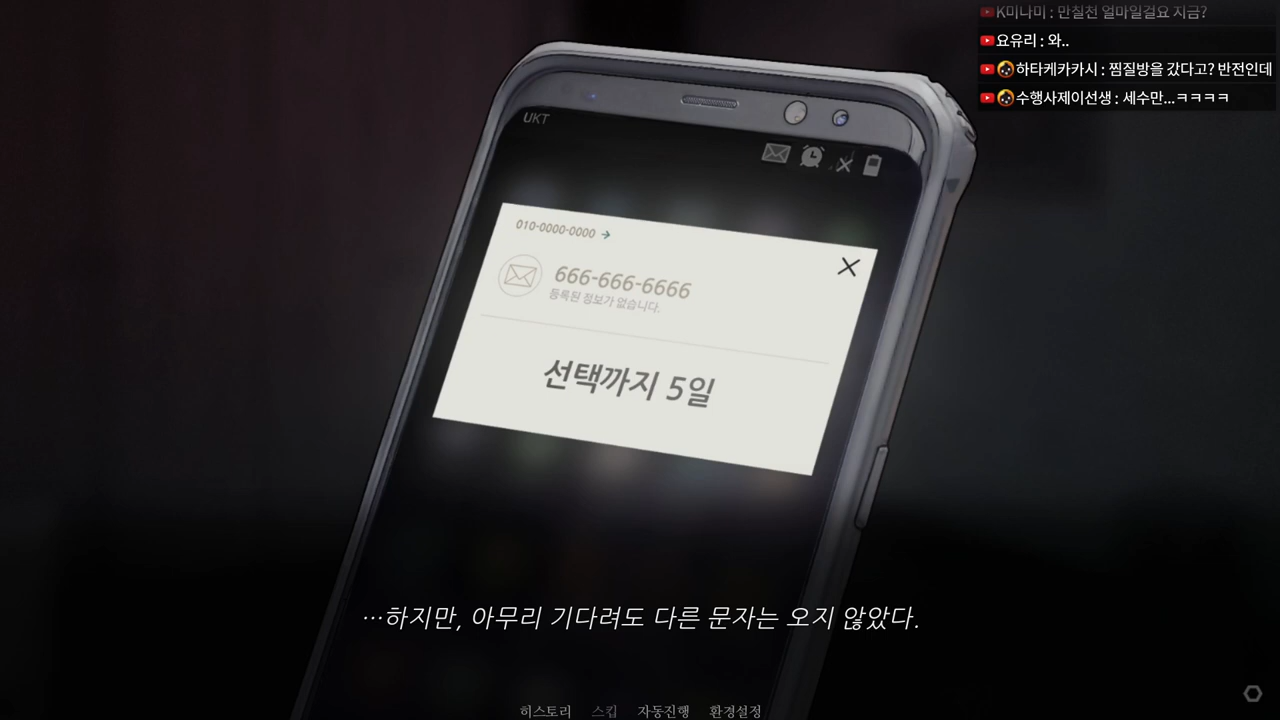 K미나미 : 만칠천 얼마일걸요 지금?
요유리 : 와..
하타케카카시 : 찜질방을 갔다고? 반전인데
수행사제이선생 : 세수만...ㅋㅋㅋㅋ
UKT
010-0000-0000 →
666-666-6666
등록된 정보가 없습니다.
선택까지 5일
…하지만, 아무리 기다려도 다른 문자는 오지 않았다.
히스토리 스킵 자동진행 환경설정